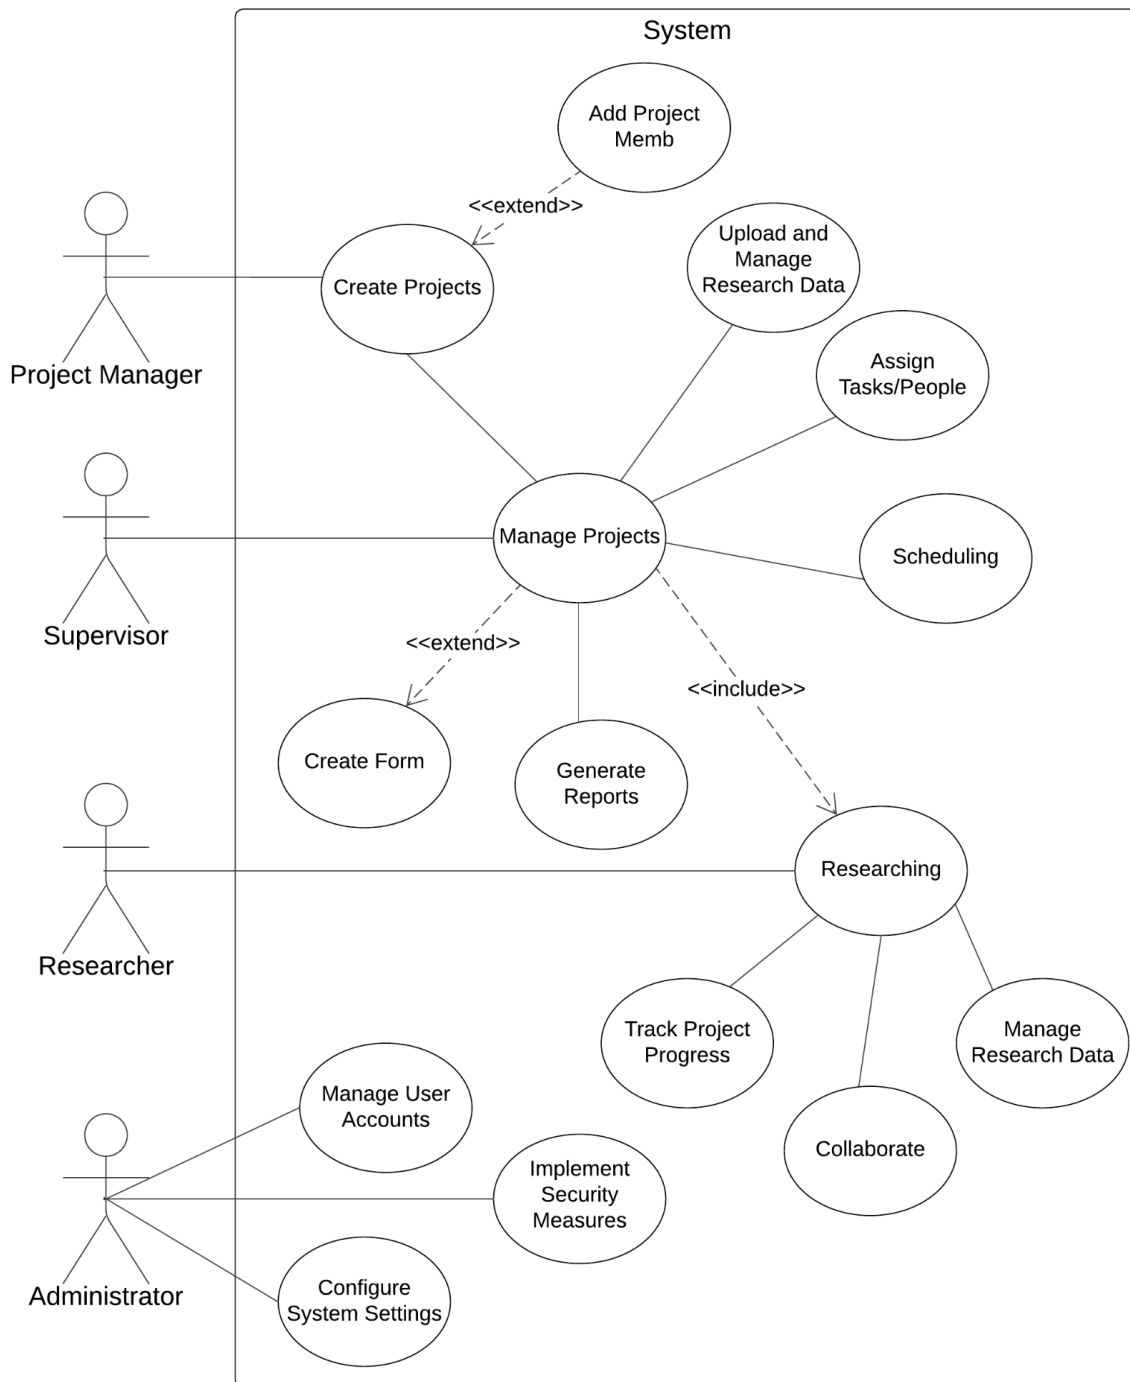 System
Add Project
Memb
<<extend>>
Upload and
Manage
Research Data
Create Projects
Project Manager
Assign
Tasks/People
Manage Projects
Scheduling
Supervisor
<<extend>>
<<include>>
Create Form
Generate
Reports
Researching
Researcher
Track Project
Progress
Manage
Research Data
Manage User
Accounts
Collaborate
Implement
Security
Measures
Administrator
Configure
System Settings